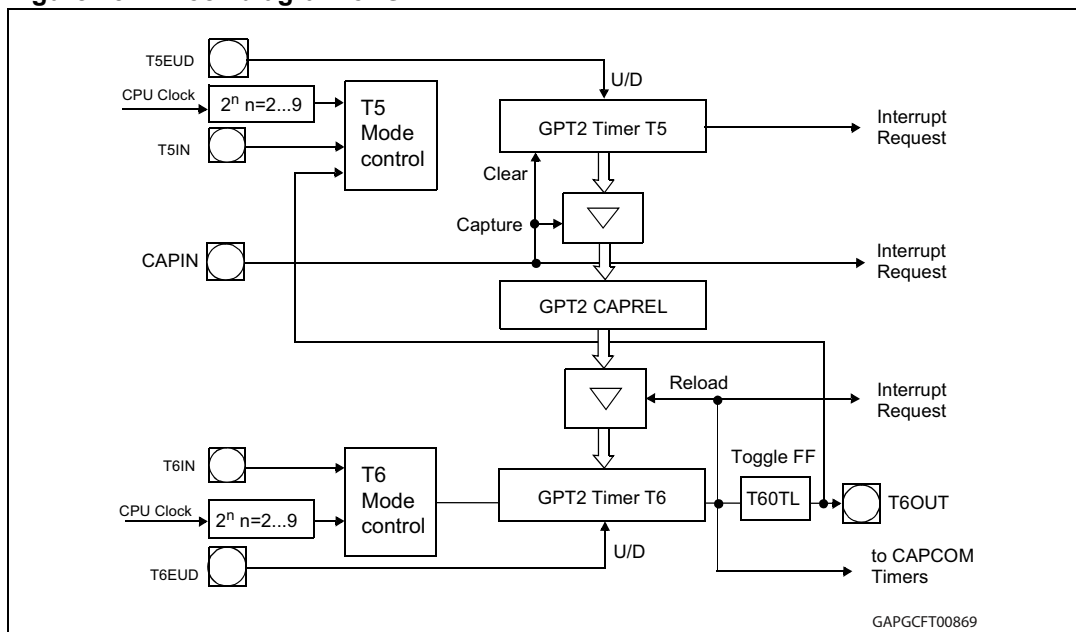 T5EUD
U/D
CPU Clock
2ⁿ n=2...9
T5
Mode
control
GPT2 Timer T5
Interrupt
Request
T5IN
Clear
Capture
CAPIN
Interrupt
Request
GPT2 CAPREL
Reload
Interrupt
Request
T6IN
T6
Mode
control
Toggle FF
GPT2 Timer T6
T60TL
T6OUT
CPU Clock
2ⁿ n=2...9
U/D
T6EUD
to CAPCOM
Timers
GAPGCFT00869